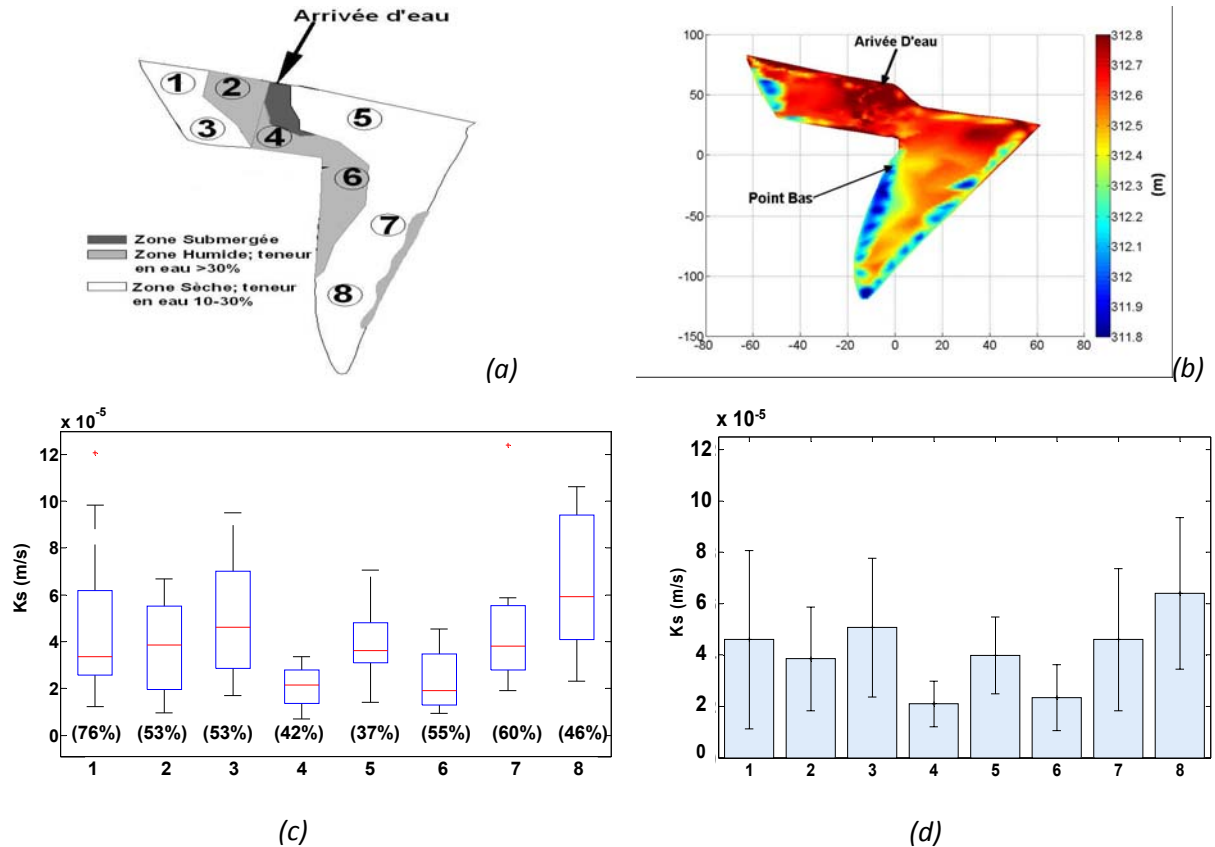 Arrivée d'eau
1
2
3
4
5
6
7
8
Zone Submergée
Zone Humide; teneur
en eau >30%
Zone Sèche; teneur
en eau 10-30%
(a)
100
50
0
-50
-100
-150
-80 -60 -40 -20 0 20 40 60 80
Arivée D'eau
Point Bas
312.8
312.7
312.6
312.5
312.4
312.3
312.2
312.1
312
311.9
311.8
(m)
(b)
x 10-5
12
10
8
6
4
2
0
Ks (m/s)
(76%) (53%) (53%) (42%) (37%) (55%) (60%) (46%)
1 2 3 4 5 6 7 8
(c)
x 10-5
12
10
8
6
4
2
0
Ks (m/s)
1 2 3 4 5 6 7 8
(d)